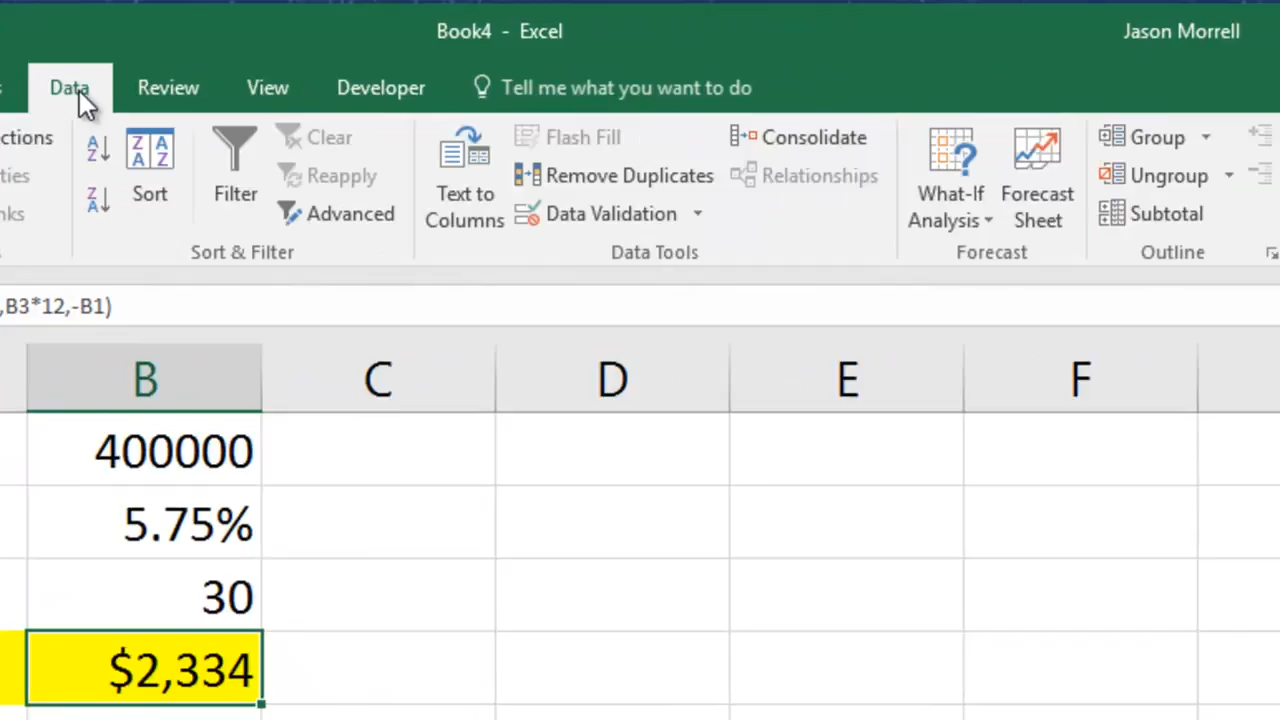 Book4 - Excel
Jason Morrell
Data
Review
View
Developer
Tell me what you want to do
ctions
ties
nks
Sort
Filter
Clear
Reapply
Advanced
Sort & Filter
Text to
Columns
Flash Fill
Remove Duplicates
Data Validation
Consolidate
Relationships
Data Tools
What-If
Analysis
Forecast
Sheet
Forecast
Group
Ungroup
Subtotal
Outline
,B3*12,-B1)
B C D E F
400000
5.75%
30
$2,334